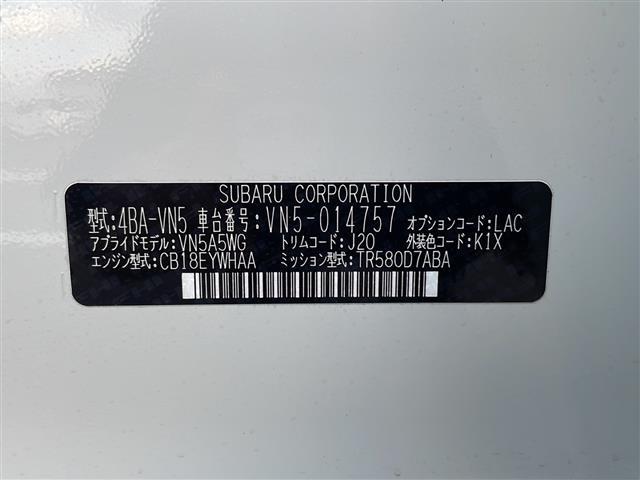 SUBARU CORPORATION
型式:4BA-VN5 車台番号:VN5-014757 オプションコード:LAC
アプライドモデル:VN5A5WG トリムコード:J20 外装色コード:K1X
エンジン型式:CB18EYWHAA ミッション型式:TR580D7ABA